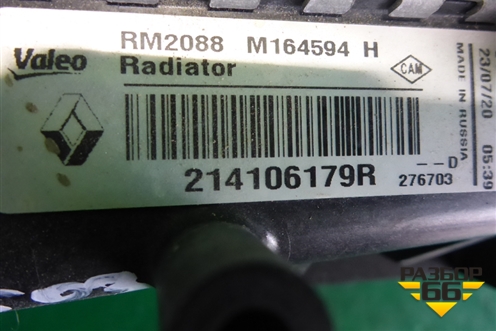 Valeo
RM2088 M164594 H
Radiator
CAM
214106179R
--D
276703
23/07/20 05:39
MADE IN RUSSIA
РАЗБОР
66